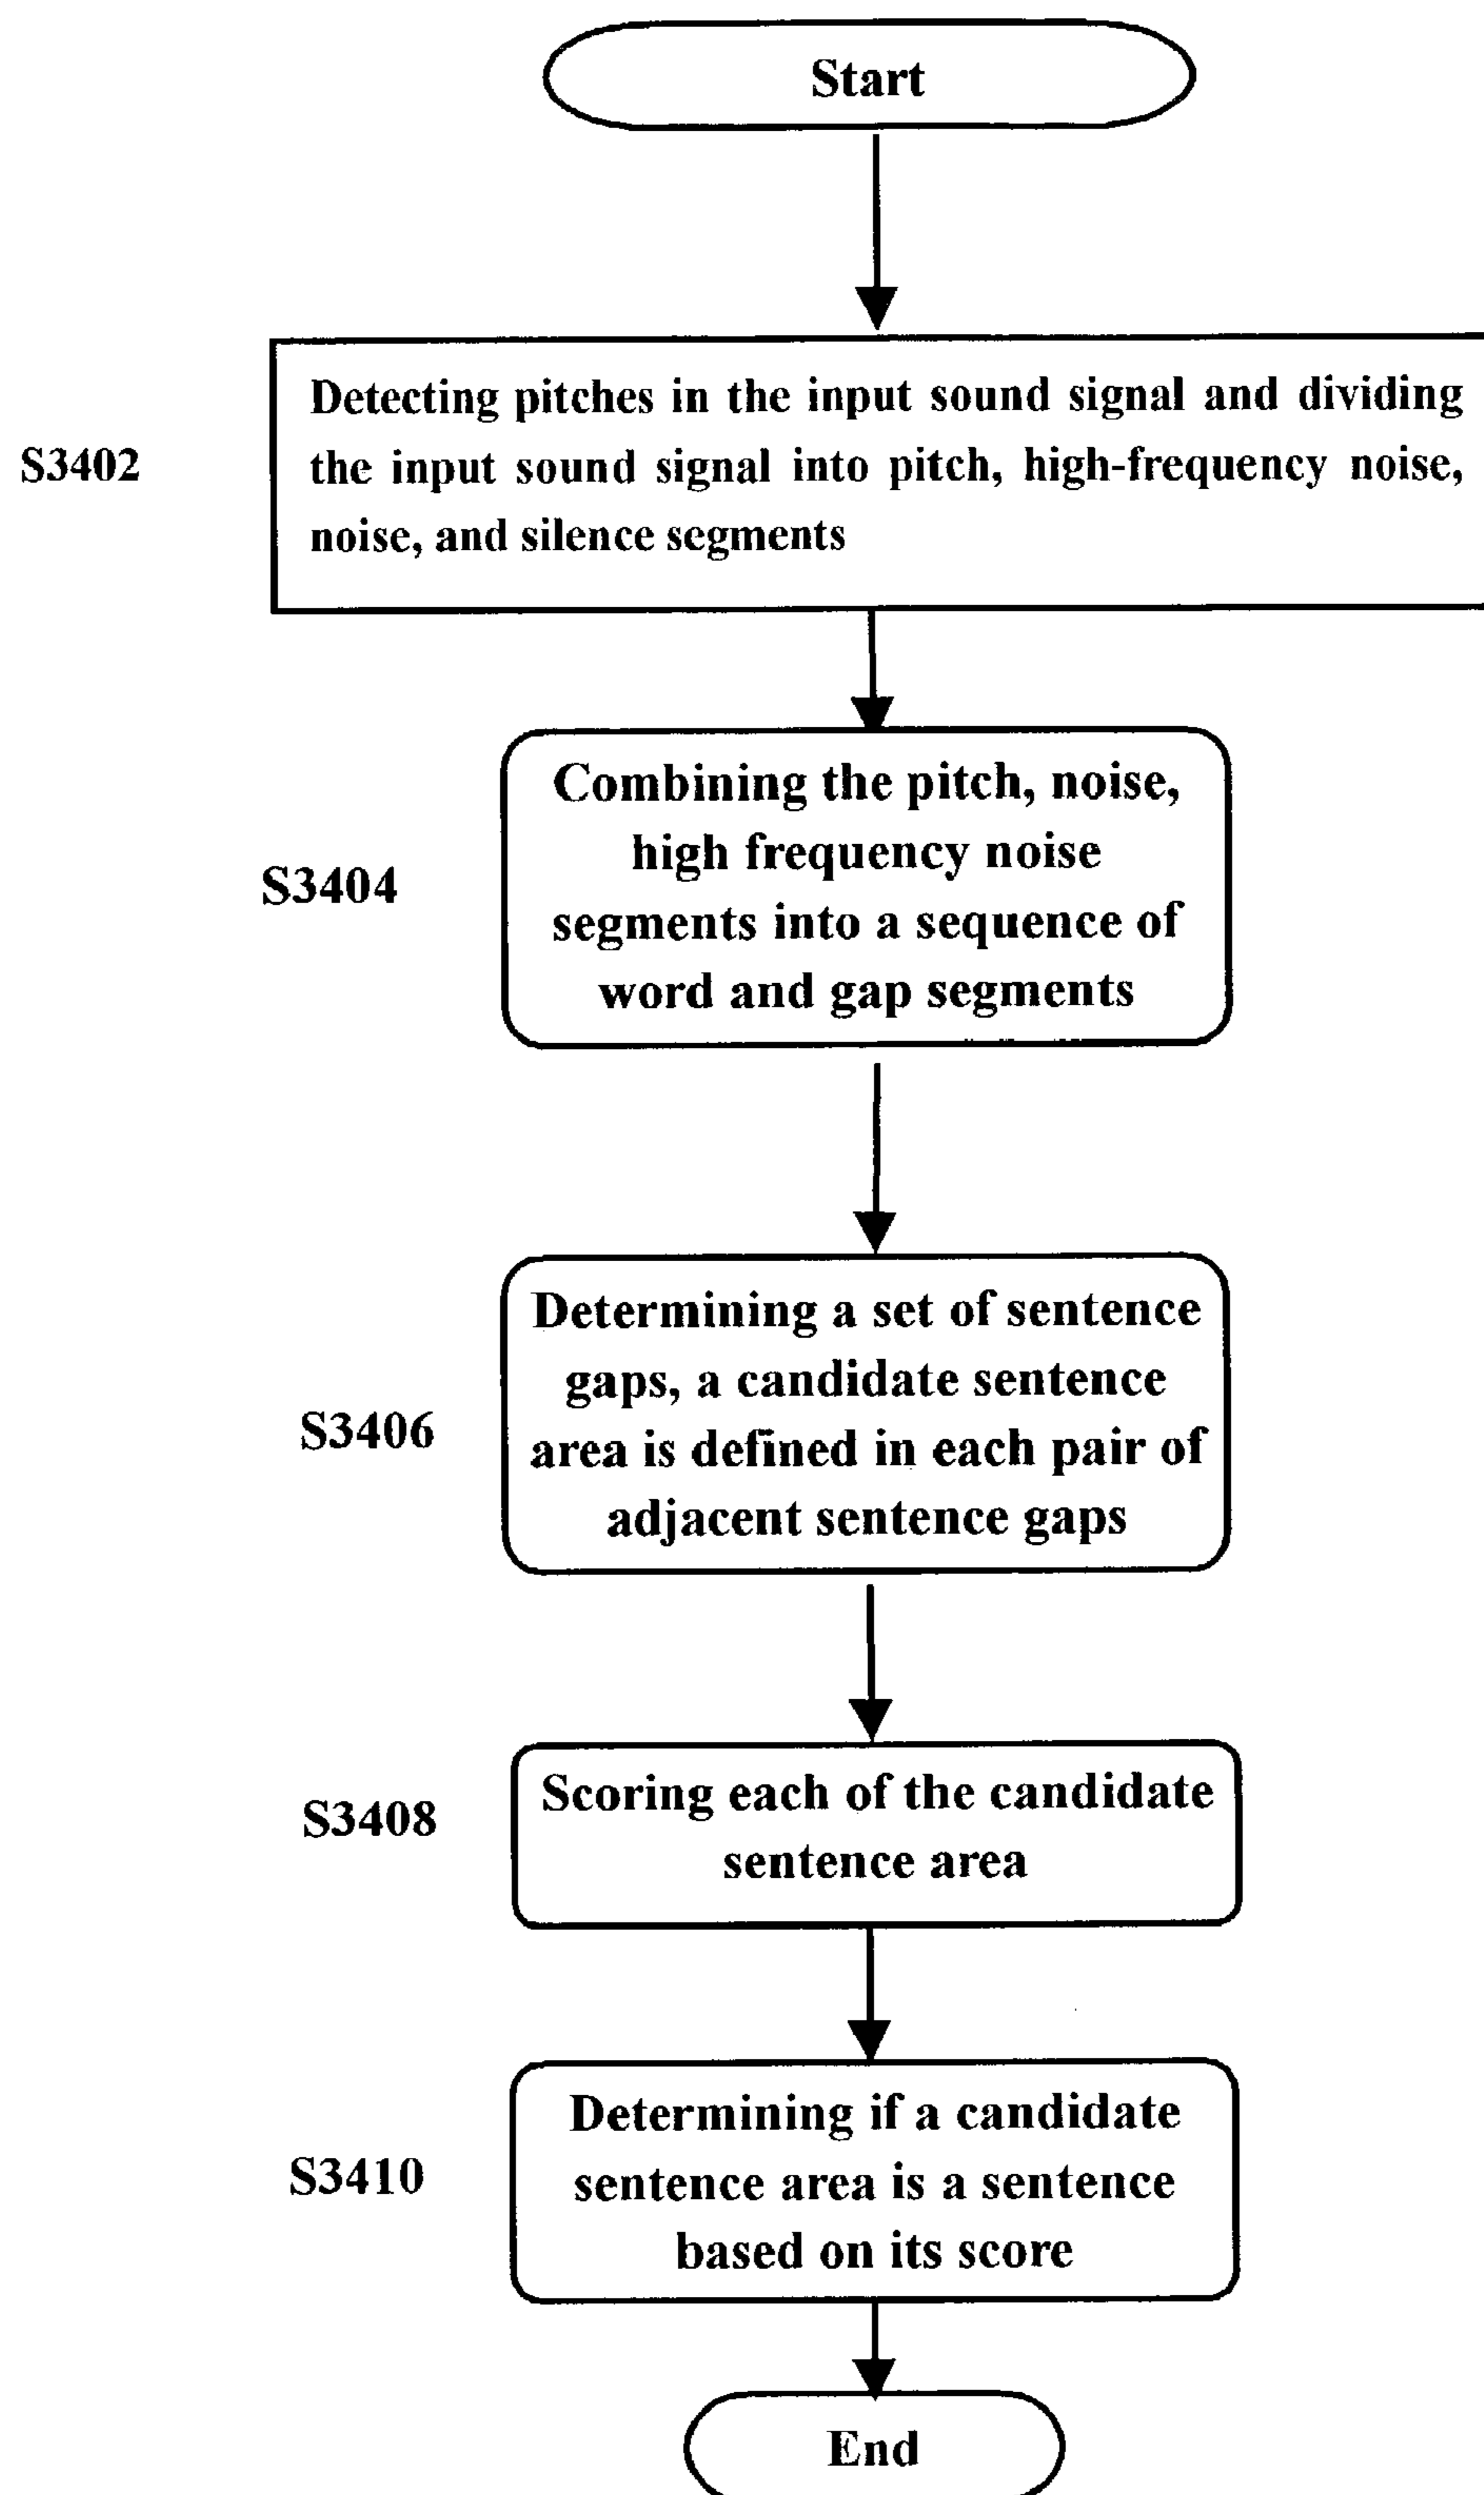 Start
S3402
Detecting pitches in the input sound signal and dividing
the input sound signal into pitch, high-frequency noise,
noise, and silence segments
S3404
Combining the pitch, noise,
high frequency noise
segments into a sequence of
word and gap segments
S3406
Determining a set of sentence
gaps, a candidate sentence
area is defined in each pair of
adjacent sentence gaps
S3408
Scoring each of the candidate
sentence area
S3410
Determining if a candidate
sentence area is a sentence
based on its score
End